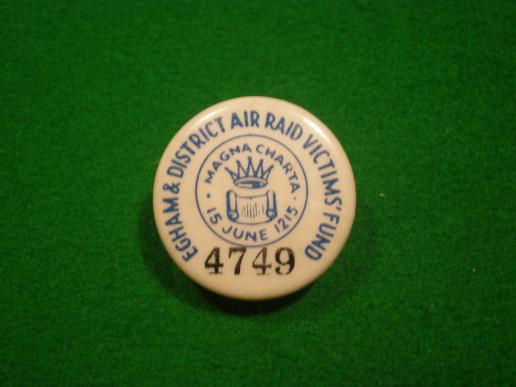 EGHAM & DISTRICT AIR RAID VICTIMS' FUND
· MAGNA CHARTA ·
15 JUNE 1215
4749